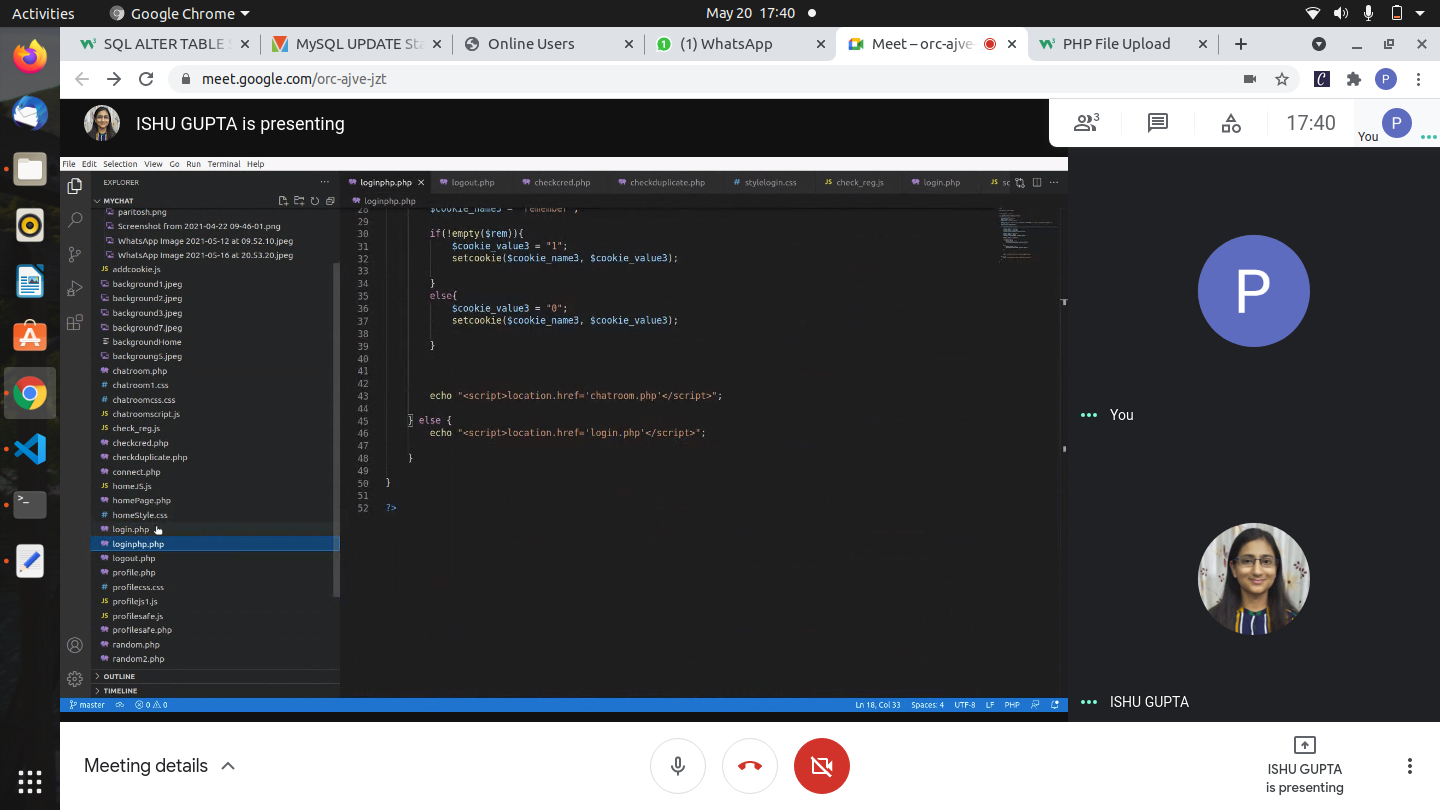 Activities
Google Chrome
May 20 17:40
SQL ALTER TABLE S
MySQL UPDATE Sta
Online Users
(1) WhatsApp
Meet – orc-ajve-
PHP File Upload
meet.google.com/orc-ajve-jzt
P
ISHU GUPTA is presenting
3
17:40
You
P
File Edit Selection View Go Run Terminal Help
EXPLORER
MYCHAT
paritosh.png
Screenshot from 2021-04-22 09-46-01.png
WhatsApp Image 2021-05-12 at 09.52.10.jpeg
WhatsApp Image 2021-05-16 at 20.53.20.jpeg
JS addcookie.js
background1.jpeg
background2.jpeg
background3.jpeg
background7.jpeg
backgroundHome
backgroung5.jpeg
chatroom.php
# chatroom1.css
# chatroomcss.css
JS chatroomscript.js
JS check_reg.js
checkcred.php
checkduplicate.php
connect.php
JS homeJS.js
homePage.php
# homeStyle.css
login.php
loginphp.php
logout.php
profile.php
# profilecss.css
JS profilejs1.js
JS profilesafe.js
profilesafe.php
random.php
random2.php
OUTLINE
TIMELINE
loginphp.php
logout.php
checkcred.php
checkduplicate.php
# stylelogin.css
JS check_reg.js
login.php
JS sc
loginphp.php
28 $cookie_name3 = "remember";
29
30 if(!empty($rem)){
31 $cookie_value3 = "1";
32 setcookie($cookie_name3, $cookie_value3);
33
34 }
35 else{
36 $cookie_value3 = "0";
37 setcookie($cookie_name3, $cookie_value3);
38
39 }
40
41
42
43 echo "<script>location.href='chatroom.php'</script>";
44
45 } else {
46 echo "<script>location.href='login.php'</script>";
47
48 }
49
50 }
51
52 ?>
master
0 0
Ln 18, Col 33
Spaces: 4
UTF-8
LF
PHP
P
You
ISHU GUPTA
Meeting details
ISHU GUPTA
is presenting